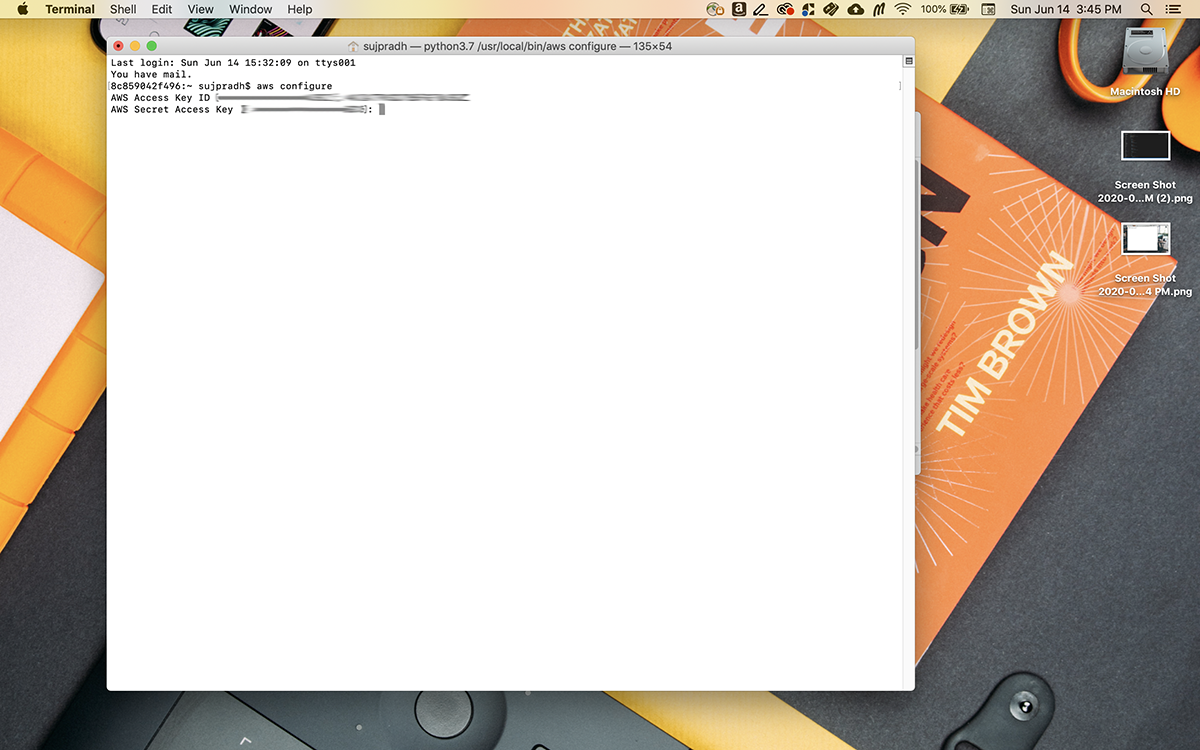 Terminal Shell Edit View Window Help 100% Sun Jun 14 3:45 PM
sujpradh — python3.7 /usr/local/bin/aws configure — 135×54
Last login: Sun Jun 14 15:32:09 on ttys001
You have mail.
[8c859042f496:~ sujpradh$ aws configure ]
AWS Access Key ID [
AWS Secret Access Key [ ]:
Macintosh HD
Screen Shot
2020-0...M (2).png
Screen Shot
2020-0...4 PM.png
TIM BROWN